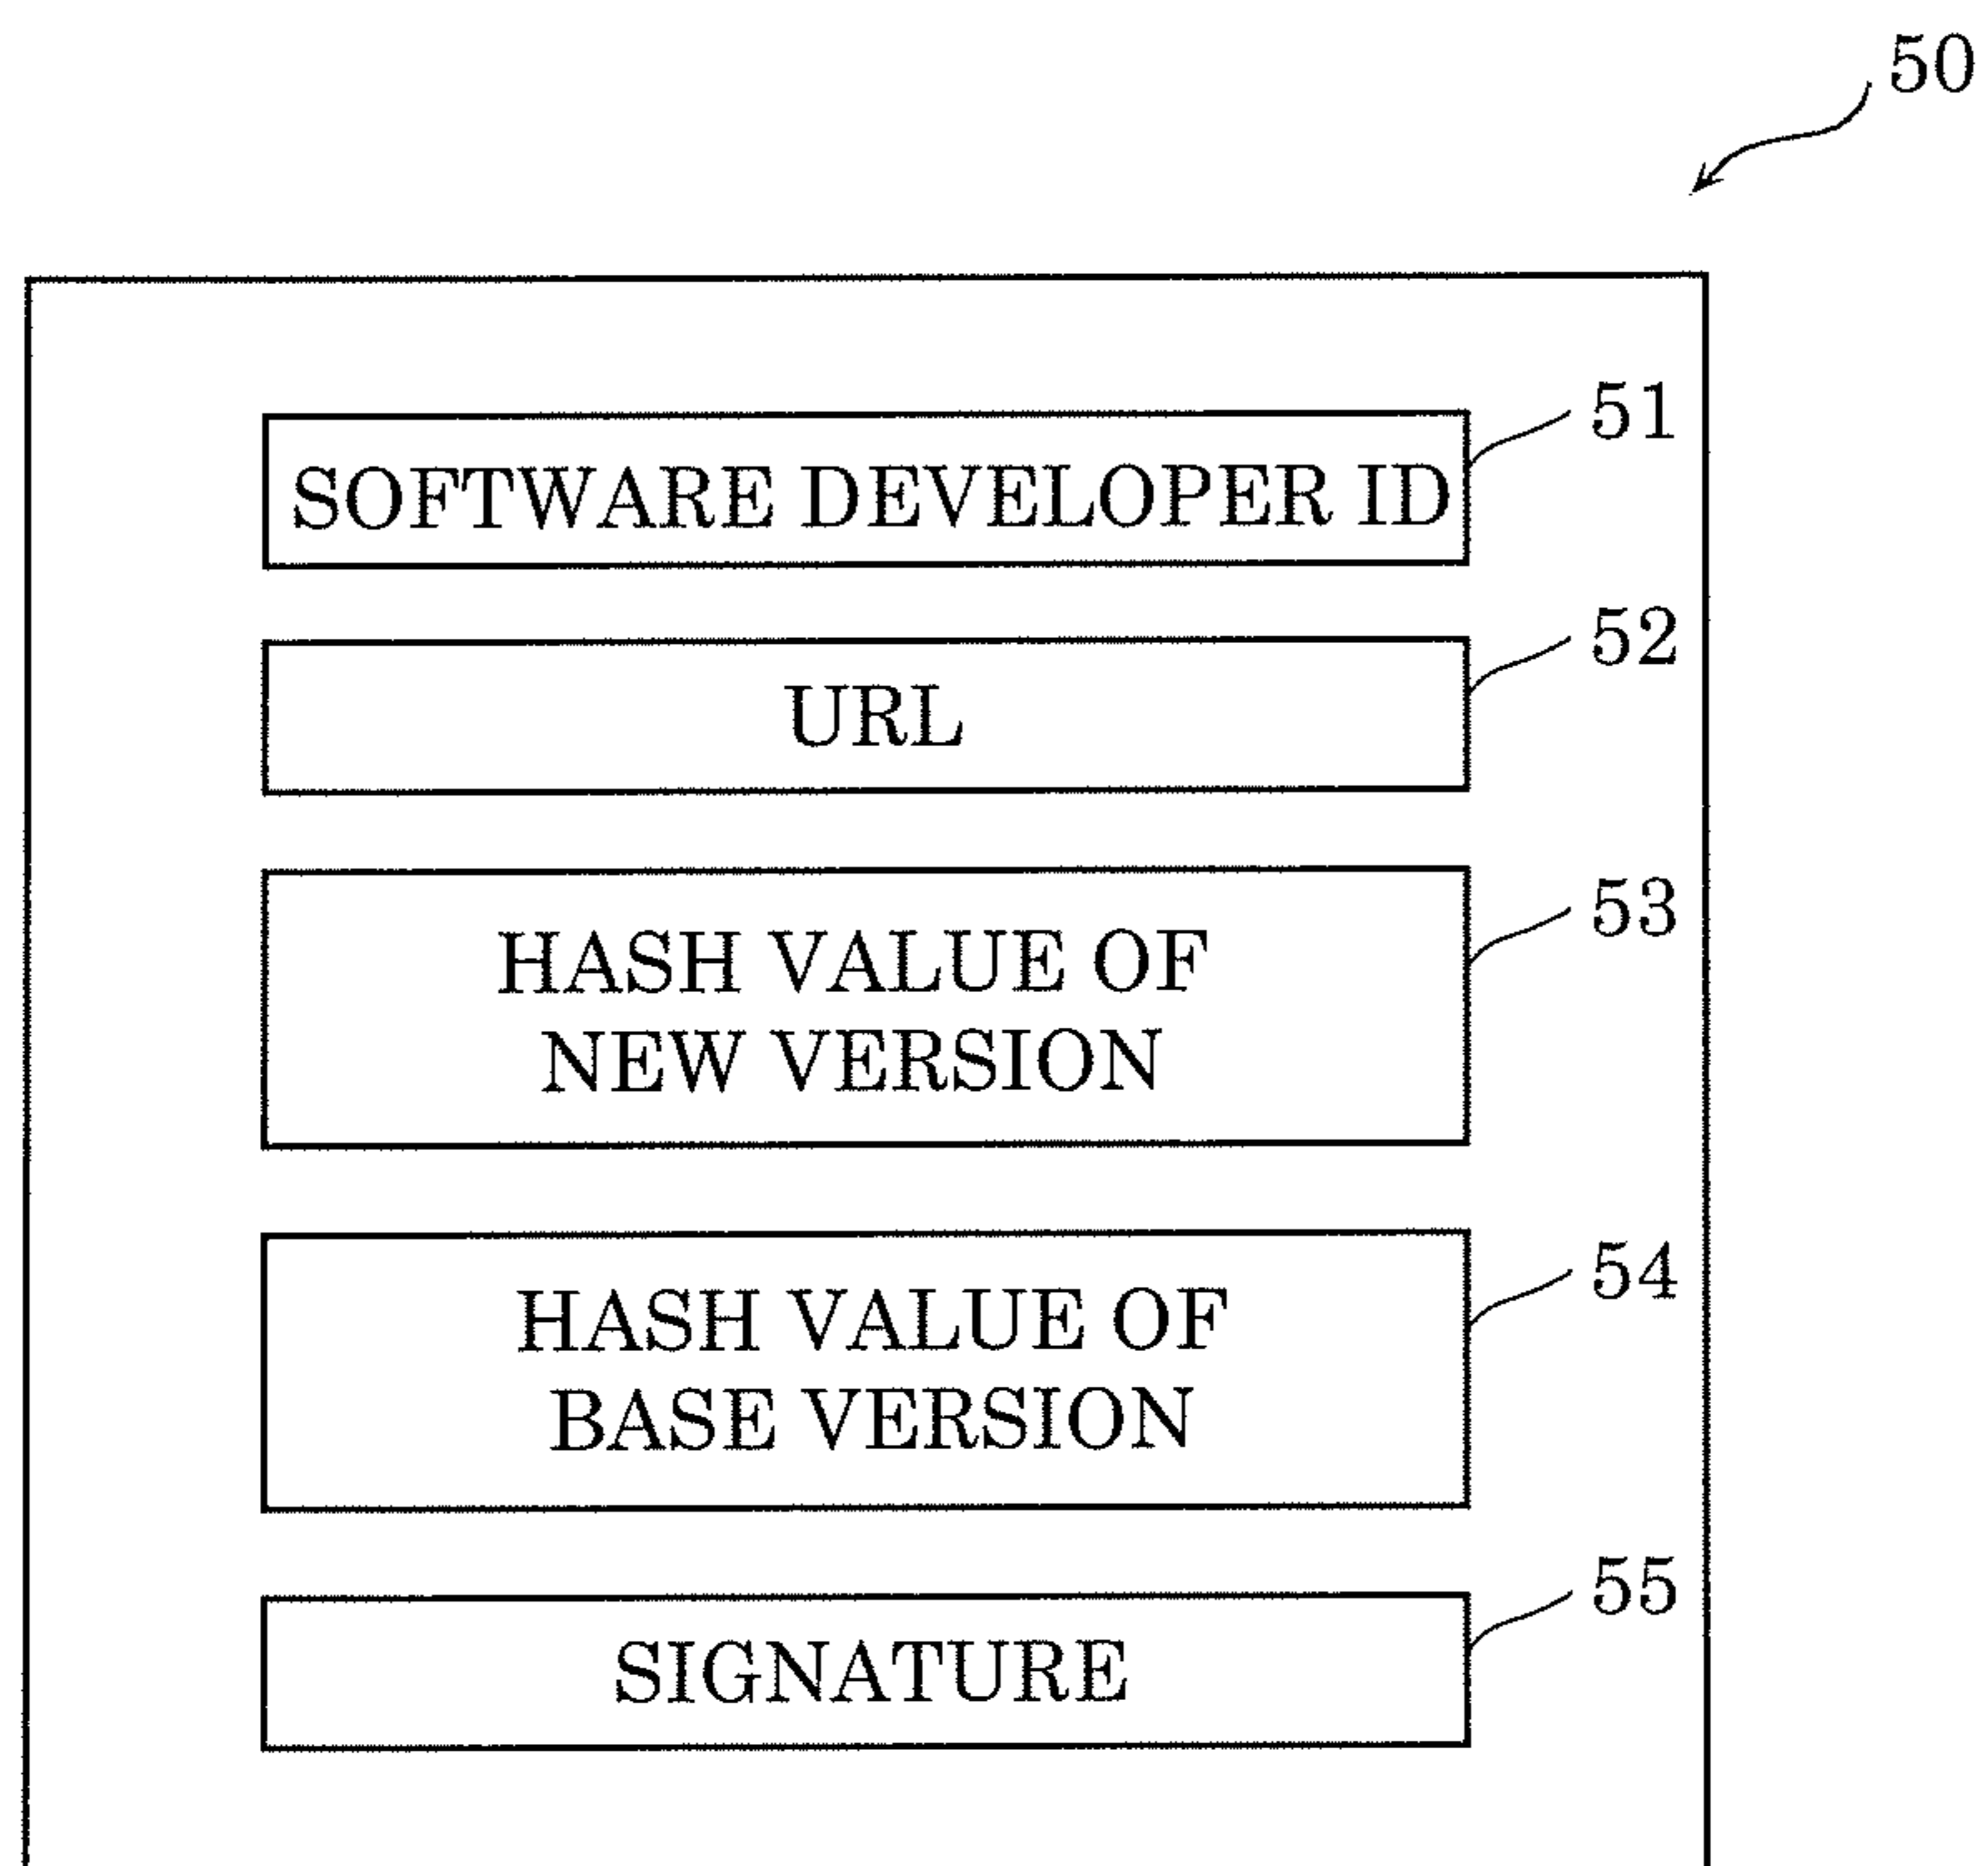 50
51
SOFTWARE DEVELOPER ID
52
URL
53
HASH VALUE OF
NEW VERSION
54
HASH VALUE OF
BASE VERSION
55
SIGNATURE